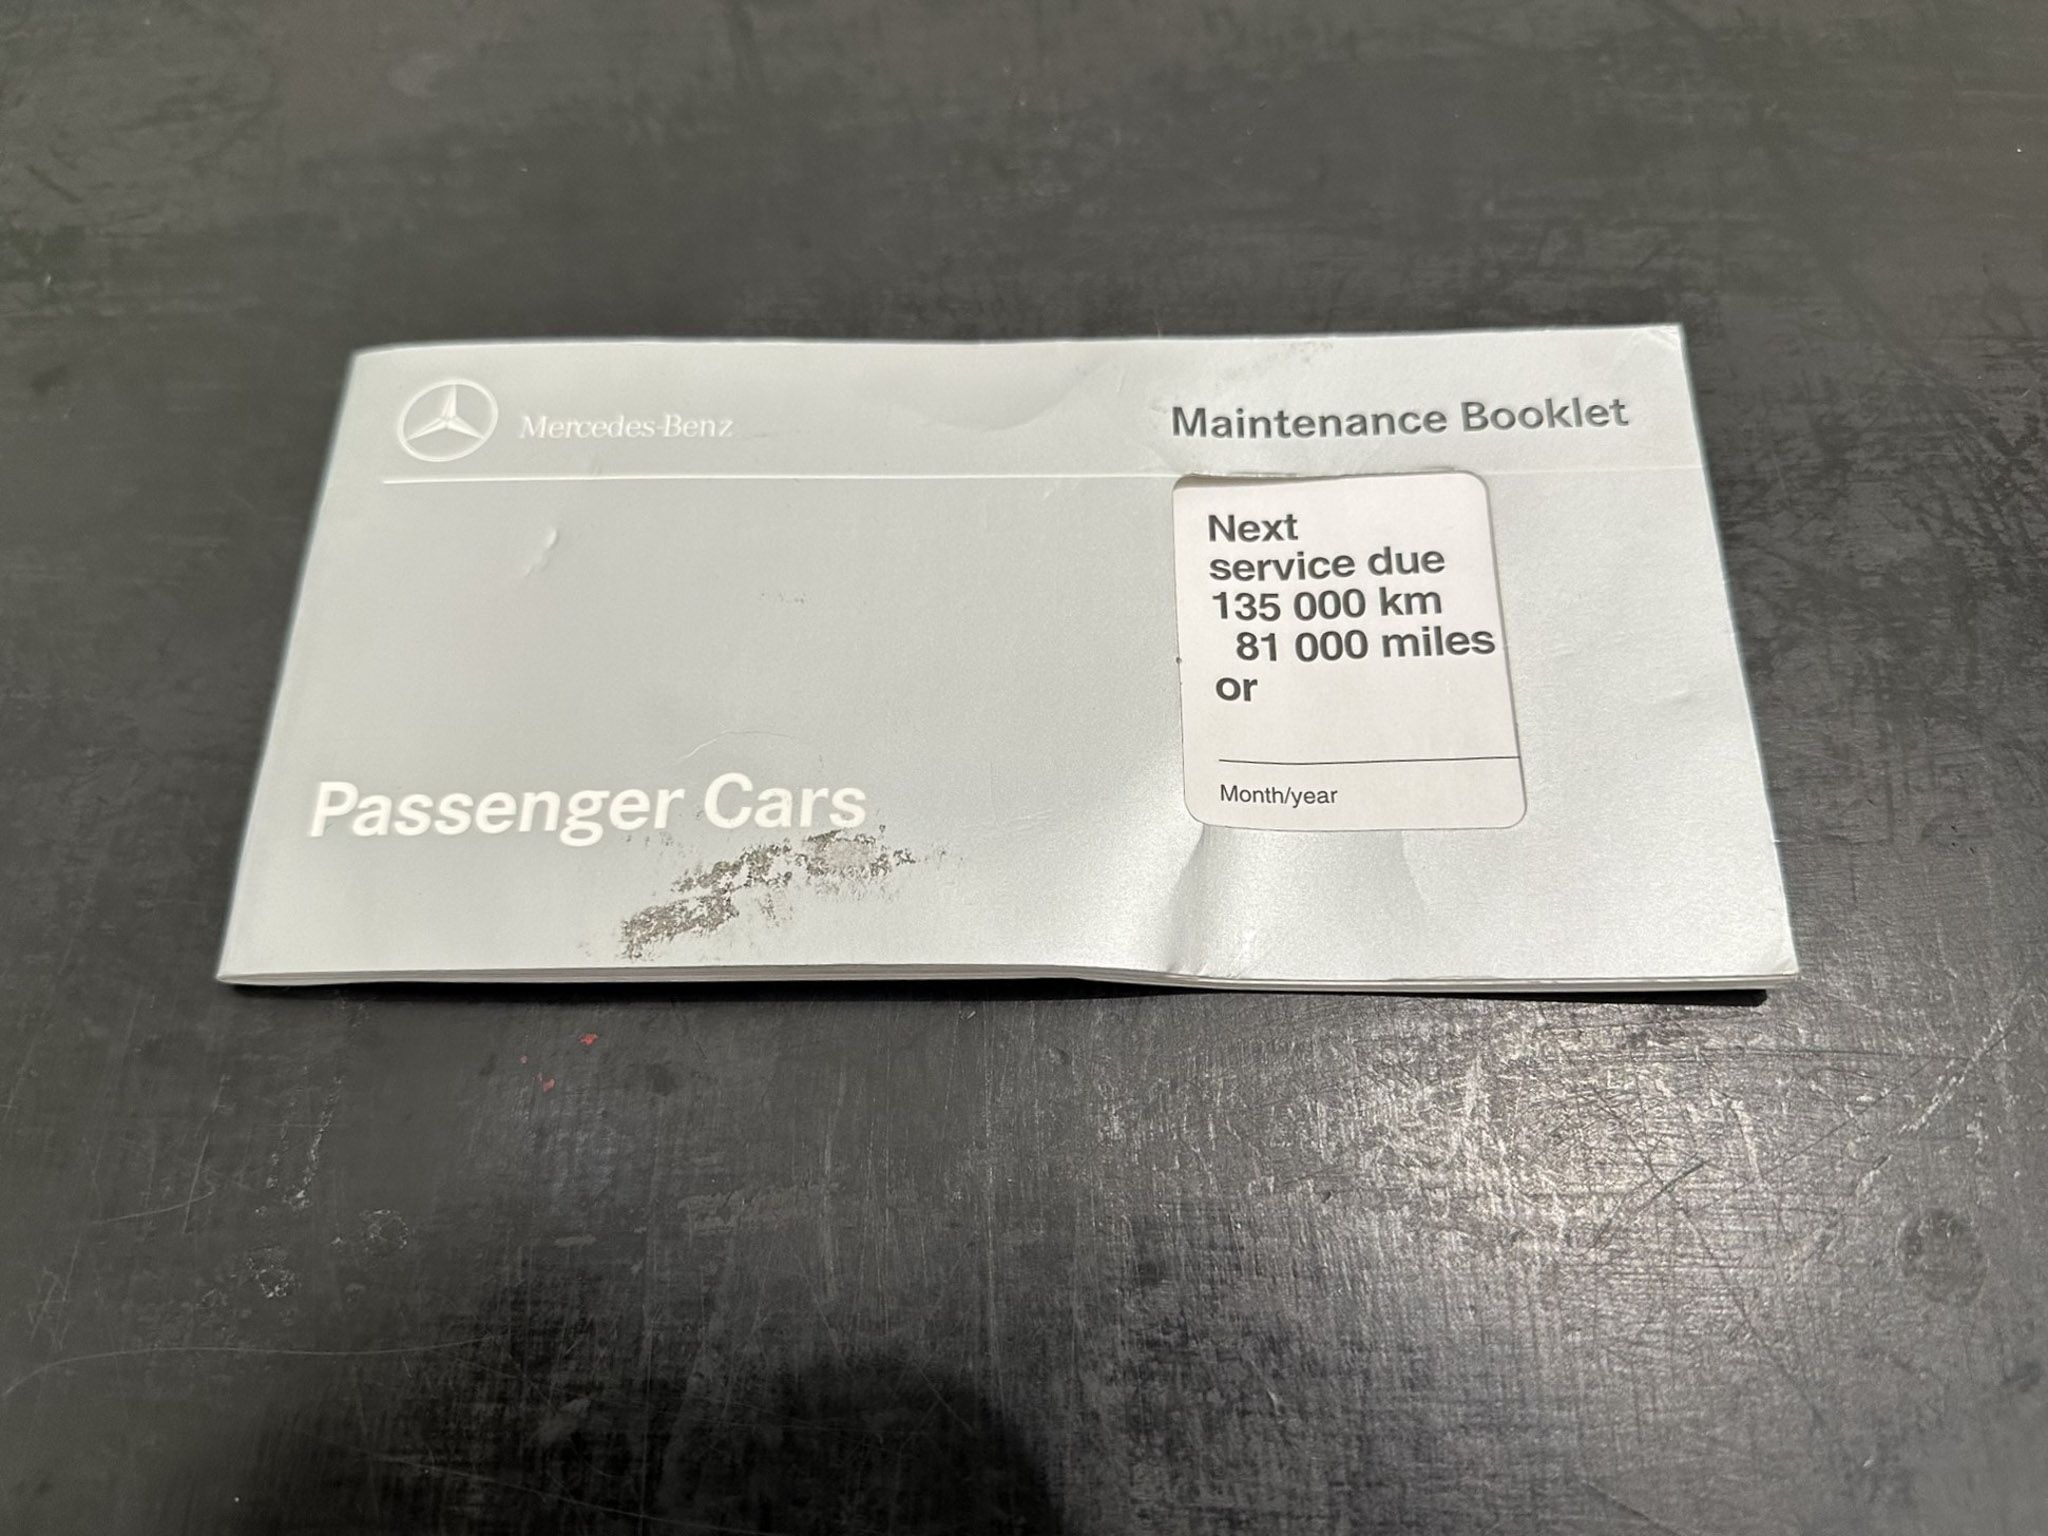 Mercedes-Benz
Maintenance Booklet
Next
service due
135 000 km
81 000 miles
or
Month/year
Passenger Cars